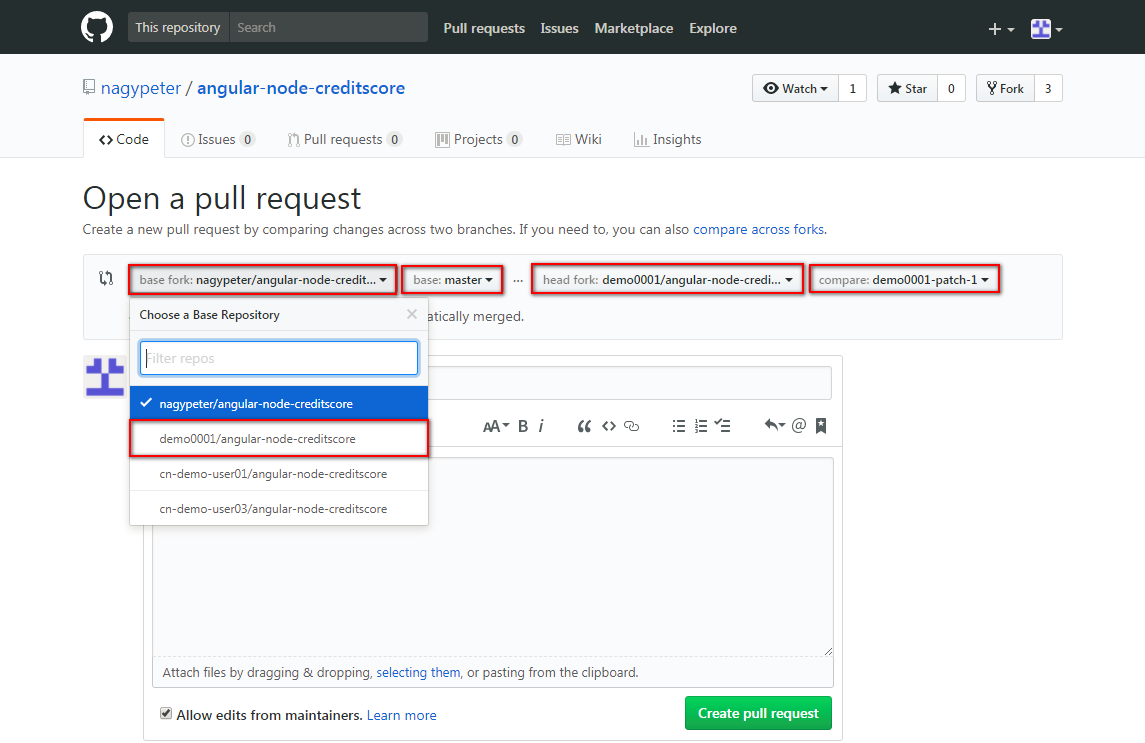 This repository Search Pull requests Issues Marketplace Explore
nagypeter / angular-node-creditscore Watch 1 Star 0 Fork 3
Code Issues 0 Pull requests 0 Projects 0 Wiki Insights
Open a pull request
Create a new pull request by comparing changes across two branches. If you need to, you can also compare across forks.
base fork: nagypeter/angular-node-credit... base: master ... head fork: demo0001/angular-node-credi... compare: demo0001-patch-1
Choose a Base Repository ×
atically merged.
Filter repos
nagypeter/angular-node-creditscore
AA B i “ <> @
demo0001/angular-node-creditscore
cn-demo-user01/angular-node-creditscore
cn-demo-user03/angular-node-creditscore
Attach files by dragging & dropping, selecting them, or pasting from the clipboard.
Allow edits from maintainers. Learn more Create pull request